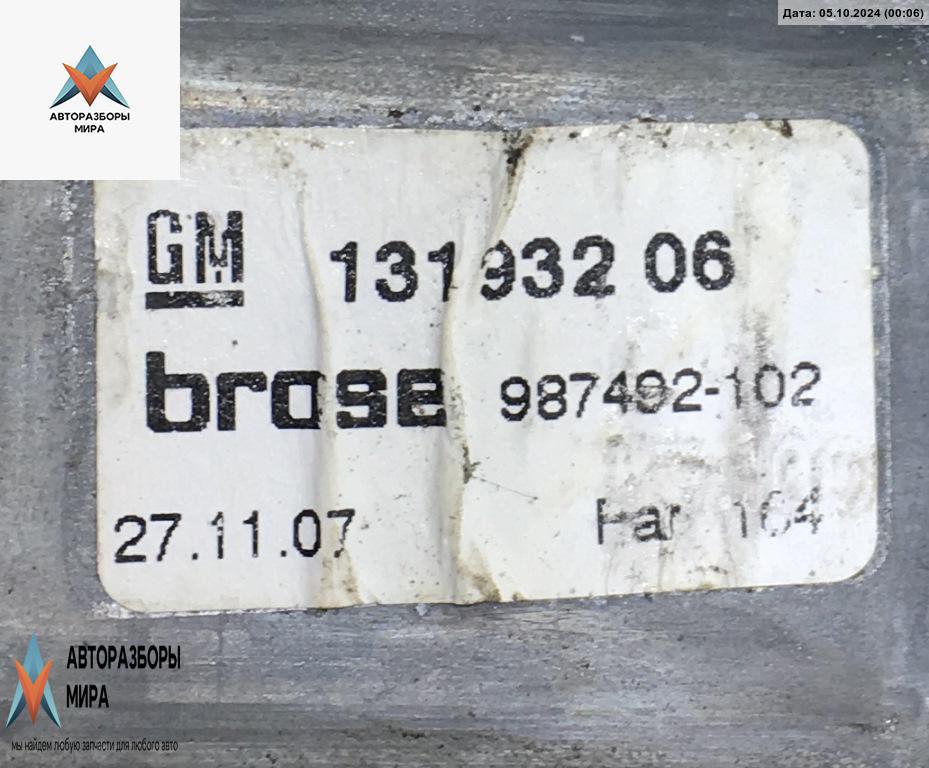 Дата: 05.10.2024 (00:06)
АВТОРАЗБОРЫ
МИРА
GM 131932 06
brose 987492-102
27.11.07 164
АВТОРАЗБОРЫ
МИРА
мы найдем любую запчасти для любого авто